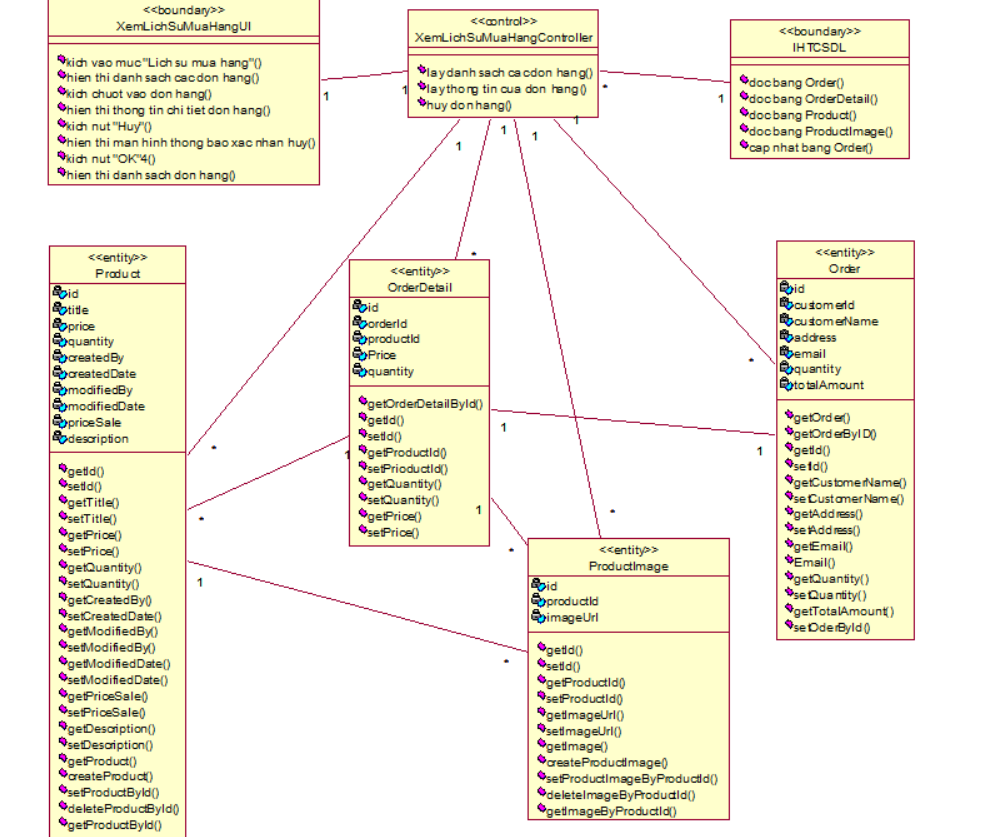 <<boundary>>
XemLichSuMuaHangUI
kich vao muc"Lich su mua hang"()
hien thi danh sach cac don hang()
kich chuot vao don hang()
hien thi thong tin chi tiet don hang()
kich nut "Huy"()
hien thi man hinh thong bao xac nhan huy()
kich nut "OK"4()
hien thi danh sach don hang()
<<control>>
XemLichSuMuaHangController
lay danh sach cac don hang()
lay thong tin cua don hang()
huy don hang()
<<boundary>>
IHTCSDL
doc bang Order()
doc bang OrderDetail()
doc bang Product()
doc bang ProductImage()
cap nhat bang Order()
1
1
*
1
1
1
1
1
<<entity>>
Product
id
title
price
quantity
createdBy
createdDate
modifiedBy
modifiedDate
priceSale
description
getId()
setId()
getTitle()
setTitle()
getPrice()
setPrice()
getQuantity()
setQuantity()
getCreatedBy()
setCreatedDate()
getModifiedBy()
setModifiedBy()
getModifiedDate()
setModifiedDate()
getPriceSale()
setPriceSale()
getDescription()
setDescription()
getProduct()
createProduct()
setProductById()
deleteProductById()
getProductById()
*
*
1
*
<<entity>>
OrderDetail
id
orderId
productId
Price
quantity
getOrderDetailById()
getId()
setId()
getProductId()
setPrioductId()
getQuantity()
setQuantity()
getPrice()
setPrice()
1
1
1
*
*
<<entity>>
ProductImage
id
productId
imageUrl
getId()
setId()
getProductId()
setProductId()
getImageUrl()
setImageUrl()
getImage()
createProductImage()
setProductImageByProductId()
deleteImageByProductId()
getImageByProductId()
*
*
1
<<entity>>
Order
id
customerId
customerName
address
email
quantity
totalAmount
getOrder()
getOrderByID()
getId()
setId()
getCustomerName()
setCustomerName()
getAddress()
setAddress()
getEmail()
Email()
getQuantity()
setQuantity()
getTotalAmount()
setOderById()